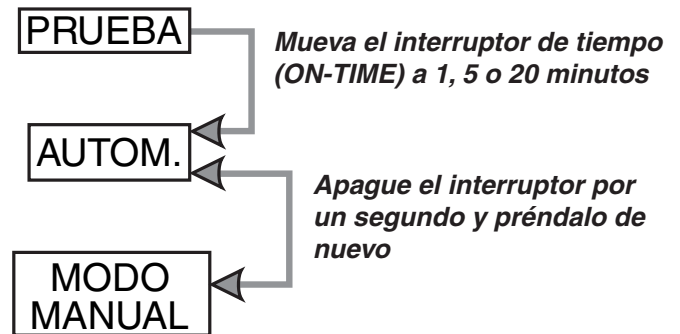 PRUEBA
Mueva el interruptor de tiempo
(ON-TIME) a 1, 5 o 20 minutos
AUTOM.
Apague el interruptor por
un segundo y préndalo de
nuevo
MODO
MANUAL